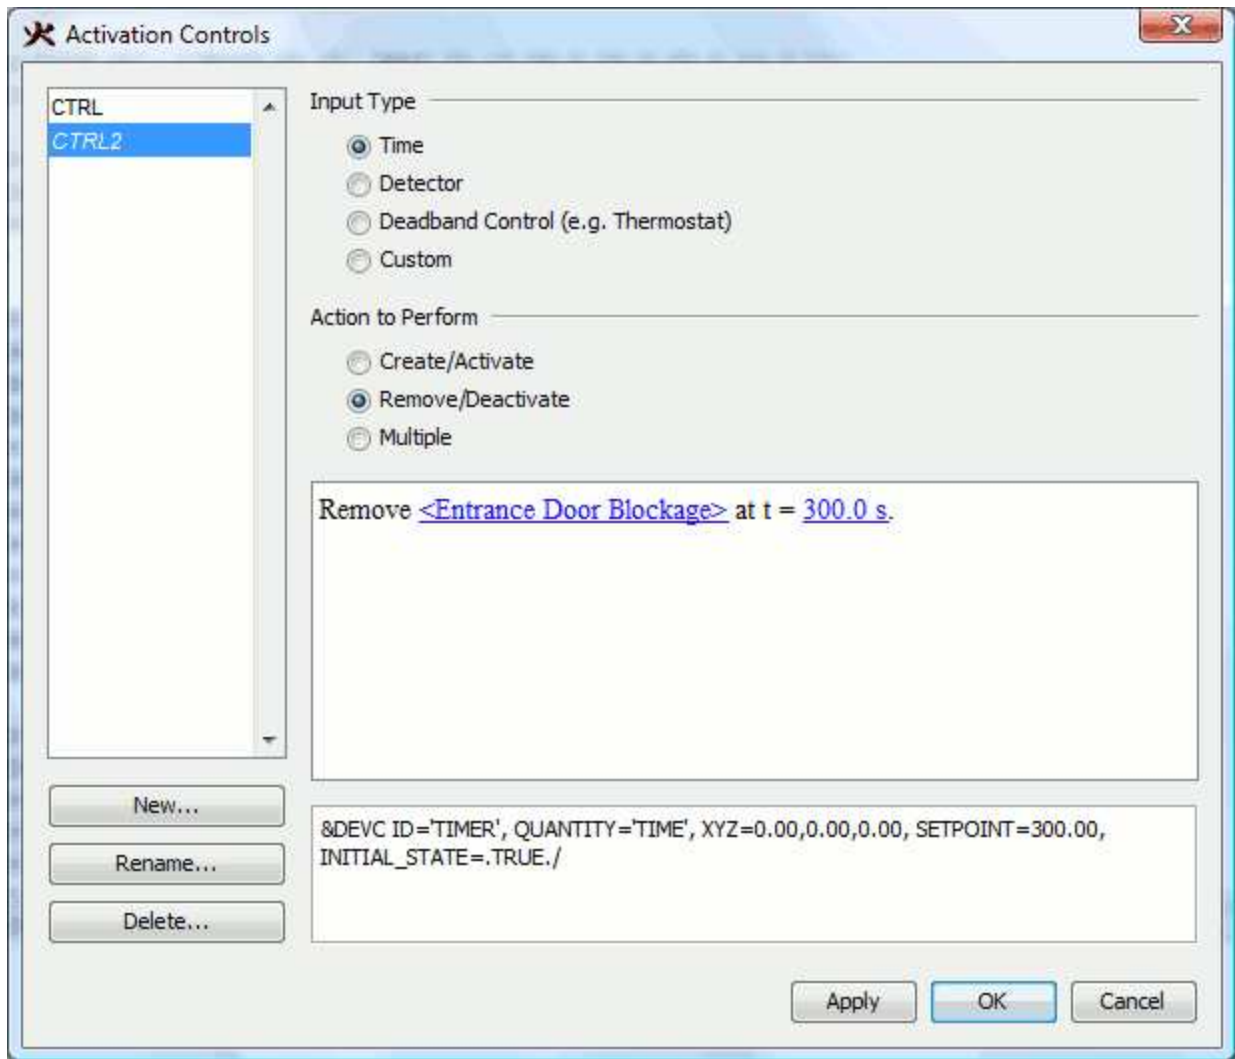 Activation Controls
CTRL
CTRL2
Input Type
Time
Detector
Deadband Control (e.g. Thermostat)
Custom
Action to Perform
Create/Activate
Remove/Deactivate
Multiple
Remove <Entrance Door Blockage> at t = 300.0 s.
New...
Rename...
Delete...
&DEVC ID='TIMER', QUANTITY='TIME', XYZ=0.00,0.00,0.00, SETPOINT=300.00,
INITIAL_STATE=.TRUE./
Apply
OK
Cancel